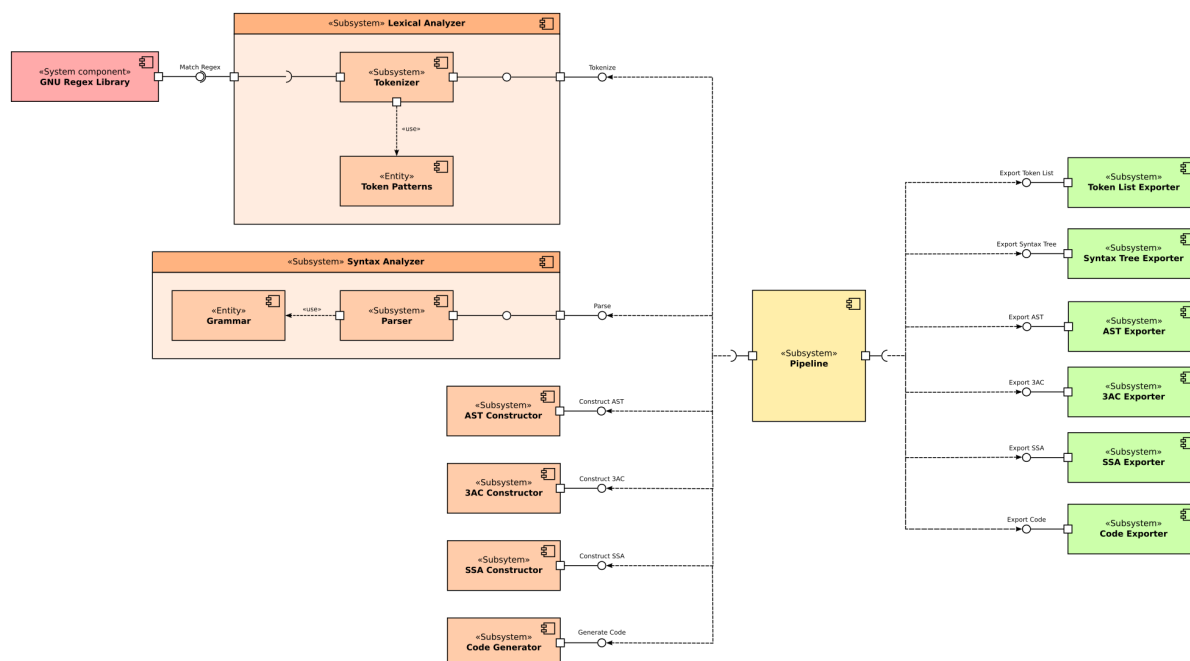 «Subsystem» Lexical Analyzer
«System component»
GNU Regex Library
Match Regex
«Subsystem»
Tokenizer
Tokenize
«use»
«Entity»
Token Patterns
«Subsystem» Syntax Analyzer
«Entity»
Grammar
«use»
«Subsystem»
Parser
Parse
«Subsystem»
AST Constructor
Construct AST
«Subsystem»
3AC Constructor
Construct 3AC
«Subsytem»
SSA Constructor
Construct SSA
«Subsystem»
Code Generator
Generate Code
«Subsystem»
Pipeline
Export Token List
«Subsystem»
Token List Exporter
Export Syntax Tree
«Subsystem»
Syntax Tree Exporter
Export AST
«Subsystem»
AST Exporter
Export 3AC
«Subsystem»
3AC Exporter
Export SSA
«Subsystem»
SSA Exporter
Export Code
«Subsystem»
Code Exporter